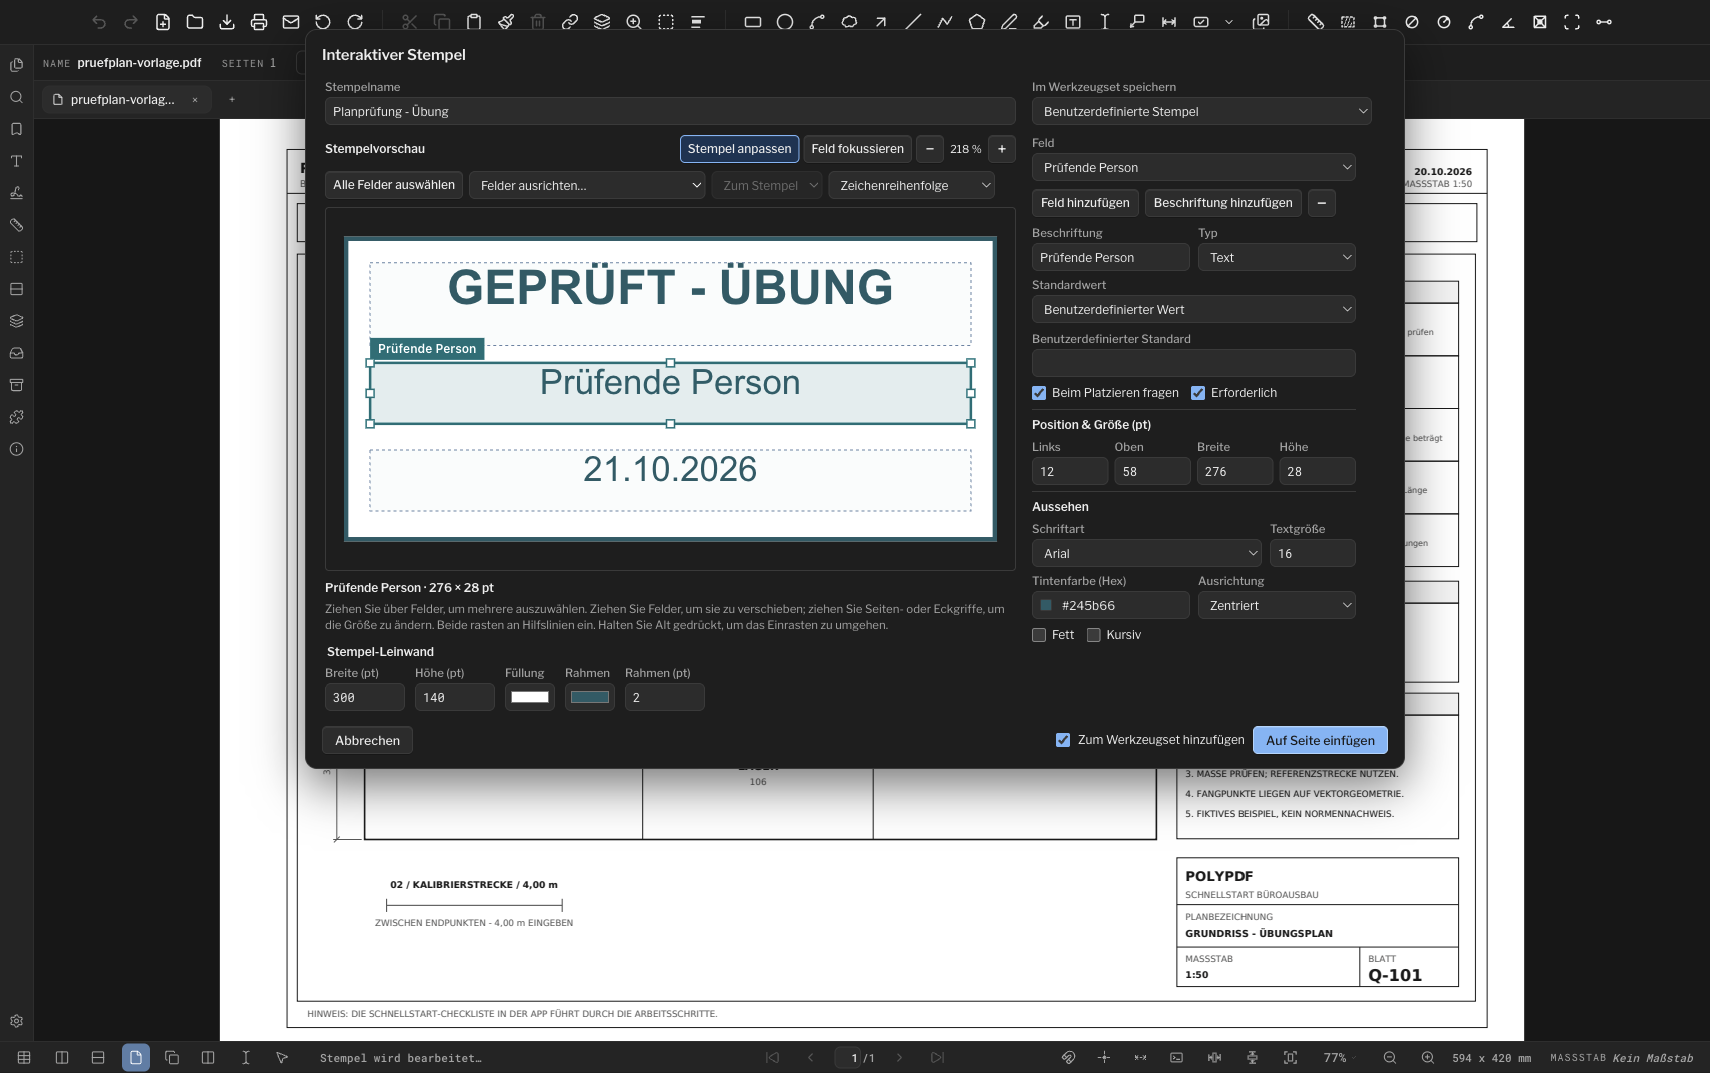 NAME pruefplan-vorlage.pdf SEITEN 1
pruefplan-vorlag... × +
Interaktiver Stempel
Stempelname
Planprüfung - Übung
Im Werkzeugset speichern
Benutzerdefinierte Stempel
Stempelvorschau Stempel anpassen Feld fokussieren − 218 % +
Alle Felder auswählen Felder ausrichten... Zum Stempel Zeichenreihenfolge
GEPRÜFT - ÜBUNG
Prüfende Person
Prüfende Person
21.10.2026
Prüfende Person · 276 × 28 pt
Ziehen Sie über Felder, um mehrere auszuwählen. Ziehen Sie Felder, um sie zu verschieben; ziehen Sie Seiten- oder Eckgriffe, um
die Größe zu ändern. Beide rasten an Hilfslinien ein. Halten Sie Alt gedrückt, um das Einrasten zu umgehen.
Stempel-Leinwand
Breite (pt) Höhe (pt) Füllung Rahmen Rahmen (pt)
300 140 2
Abbrechen
Feld
Prüfende Person
Feld hinzufügen Beschriftung hinzufügen −
Beschriftung Typ
Prüfende Person Text
Standardwert
Benutzerdefinierter Wert
Benutzerdefinierter Standard
Beim Platzieren fragen Erforderlich
Position & Größe (pt)
Links Oben Breite Höhe
12 58 276 28
Aussehen
Schriftart Textgröße
Arial 16
Tintenfarbe (Hex) Ausrichtung
#245b66 Zentriert
Fett Kursiv
Zum Werkzeugset hinzufügen Auf Seite einfügen
20.10.2026
MASSSTAB 1:50
prüfen
beträgt
Länge
106
3. MASSE PRÜFEN; REFERENZSTRECKE NUTZEN.
4. FANGPUNKTE LIEGEN AUF VEKTORGEOMETRIE.
5. FIKTIVES BEISPIEL, KEIN NORMENNACHWEIS.
02 / KALIBRIERSTRECKE / 4,00 m
ZWISCHEN ENDPUNKTEN - 4,00 m EINGEBEN
POLYPDF
SCHNELLSTART BÜROAUSBAU
PLANBEZEICHNUNG
GRUNDRISS - ÜBUNGSPLAN
MASSSTAB BLATT
1:50 Q-101
HINWEIS: DIE SCHNELLSTART-CHECKLISTE IN DER APP FÜHRT DURCH DIE ARBEITSSCHRITTE.
Stempel wird bearbeitet… 1 /1 77% 594 x 420 mm MASSSTAB Kein Maßstab